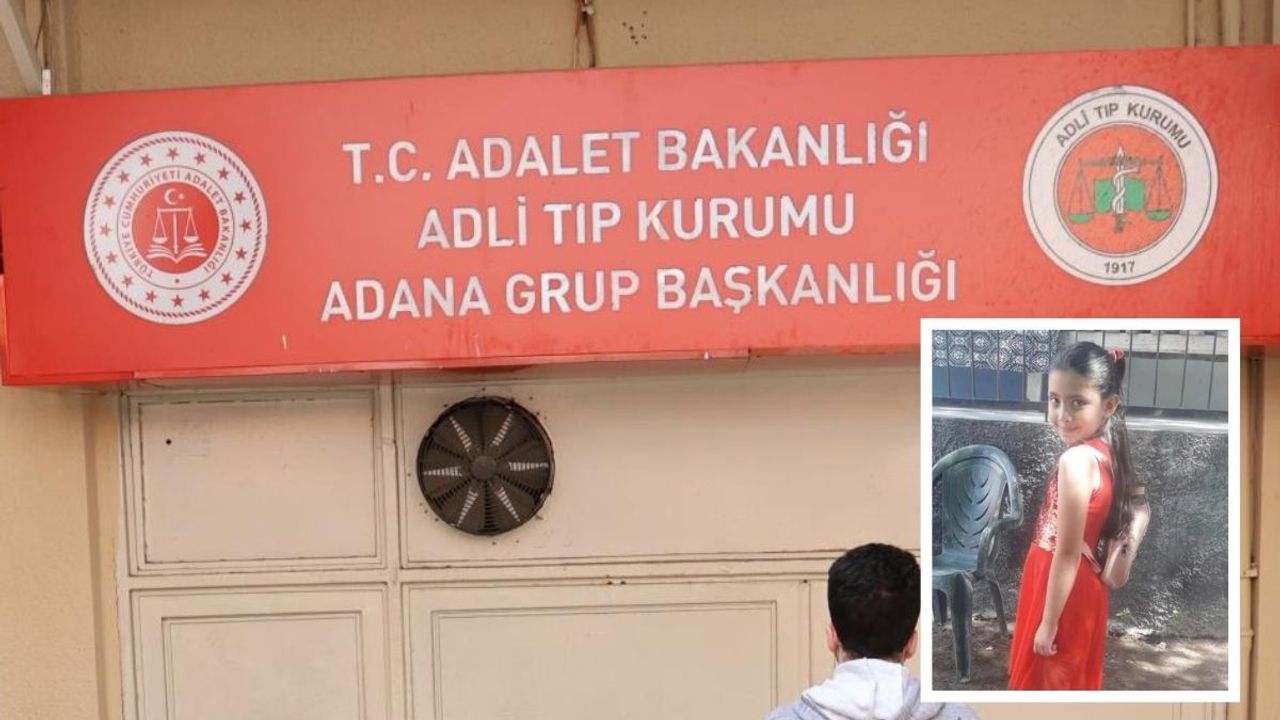 T.C. ADALET BAKANLIĞI
ADLİ TIP KURUMU
ADANA GRUP BAŞKANLIĞI
TÜRKİYE CUMHURİYETİ ADALET BAKANLIĞI
ADLİ TIP KURUMU
1917